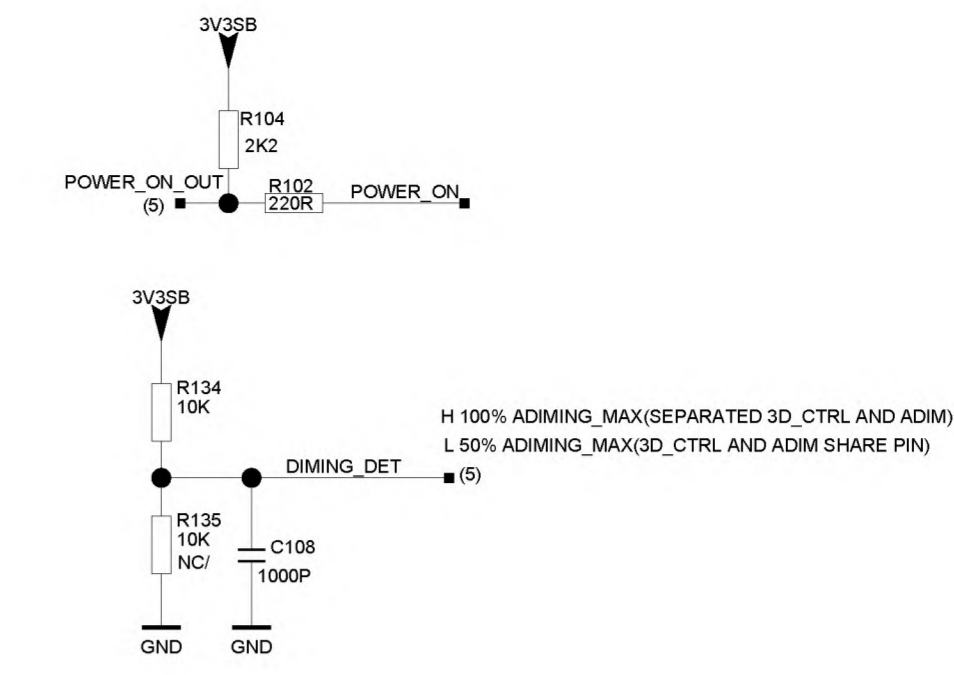 3V3SB
R104
2K2
POWER_ON_OUT
R102
POWER_ON
(5)
220R
3V3SB
R134
10K
H 100% ADIMING_MAX(SEPARATED 3D_CTRL AND ADIM)
L 50% ADIMING_MAX(3D_CTRL AND ADIM SHARE PIN)
DIMING_DET
(5)
R135
10K
NC/
C108
1000P
GND
GND